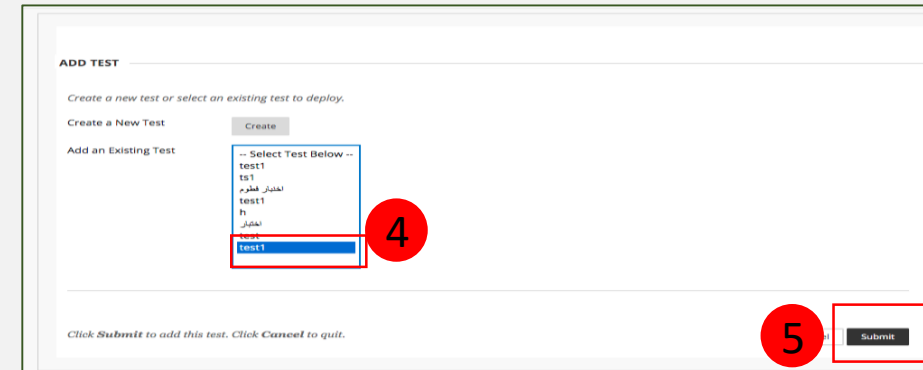 ADD TEST
Create a new test or select an existing test to deploy.
Create a New Test Create
Add an Existing Test
-- Select Test Below --
test1
ts1
اختبار فطوم
test1
h
اختبار
test
test1
4
Click Submit to add this test. Click Cancel to quit.
5 el Submit